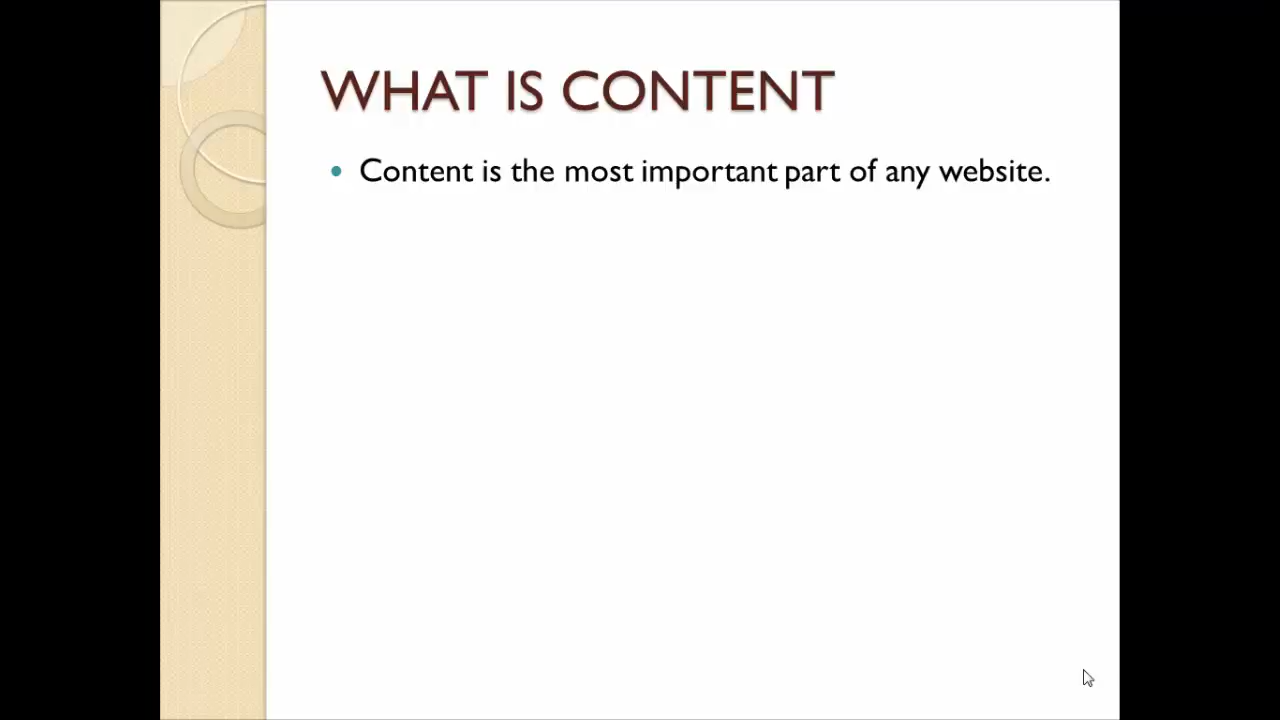 WHAT IS CONTENT
• Content is the most important part of any website.